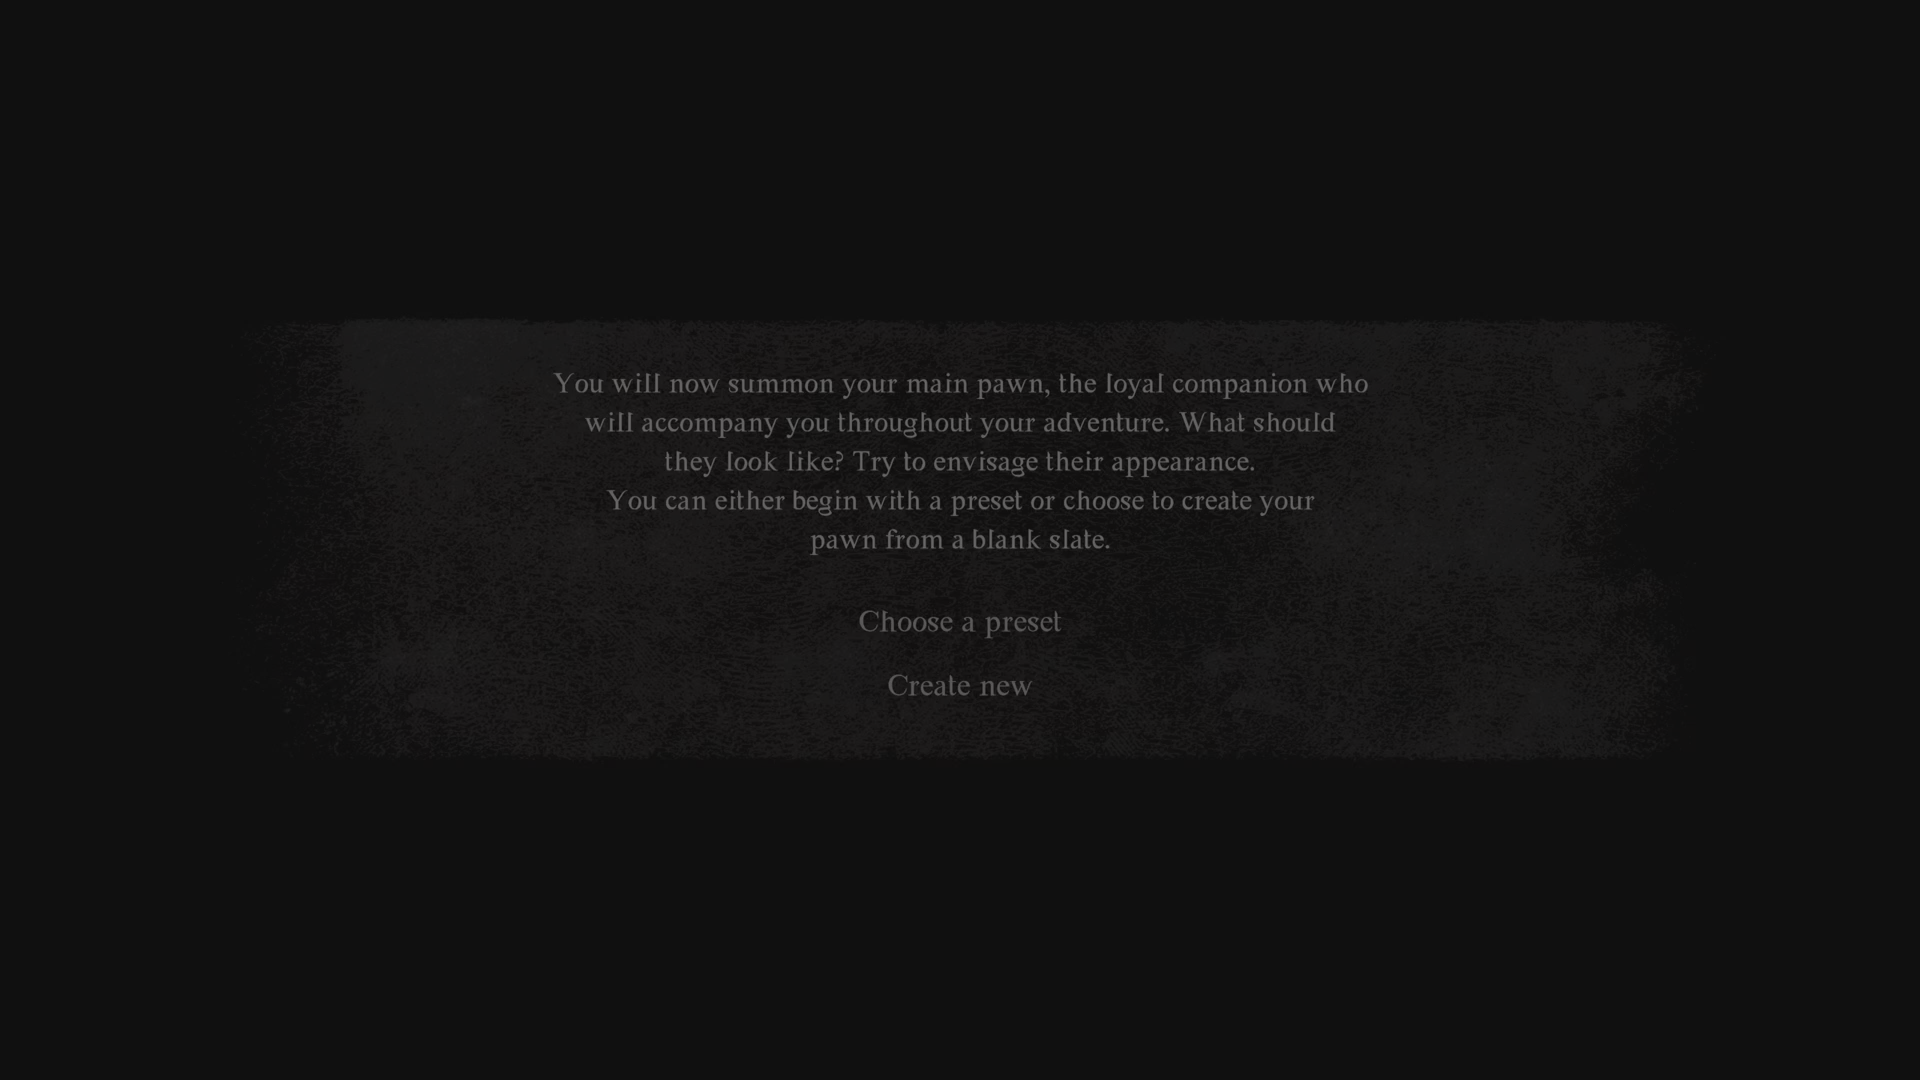 You will now summon your main pawn, the loyal companion who
will accompany you throughout your adventure. What should
they look like? Try to envisage their appearance.
You can either begin with a preset or choose to create your
pawn from a blank slate.
Choose a preset
Create new